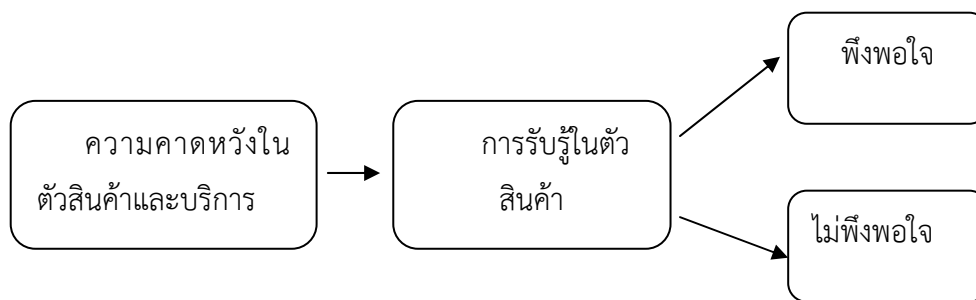 ความคาดหวังใน
ตัวสินค้าและบริการ
การรับรู้ในตัว
สินค้า
พึงพอใจ
ไม่พึงพอใจ